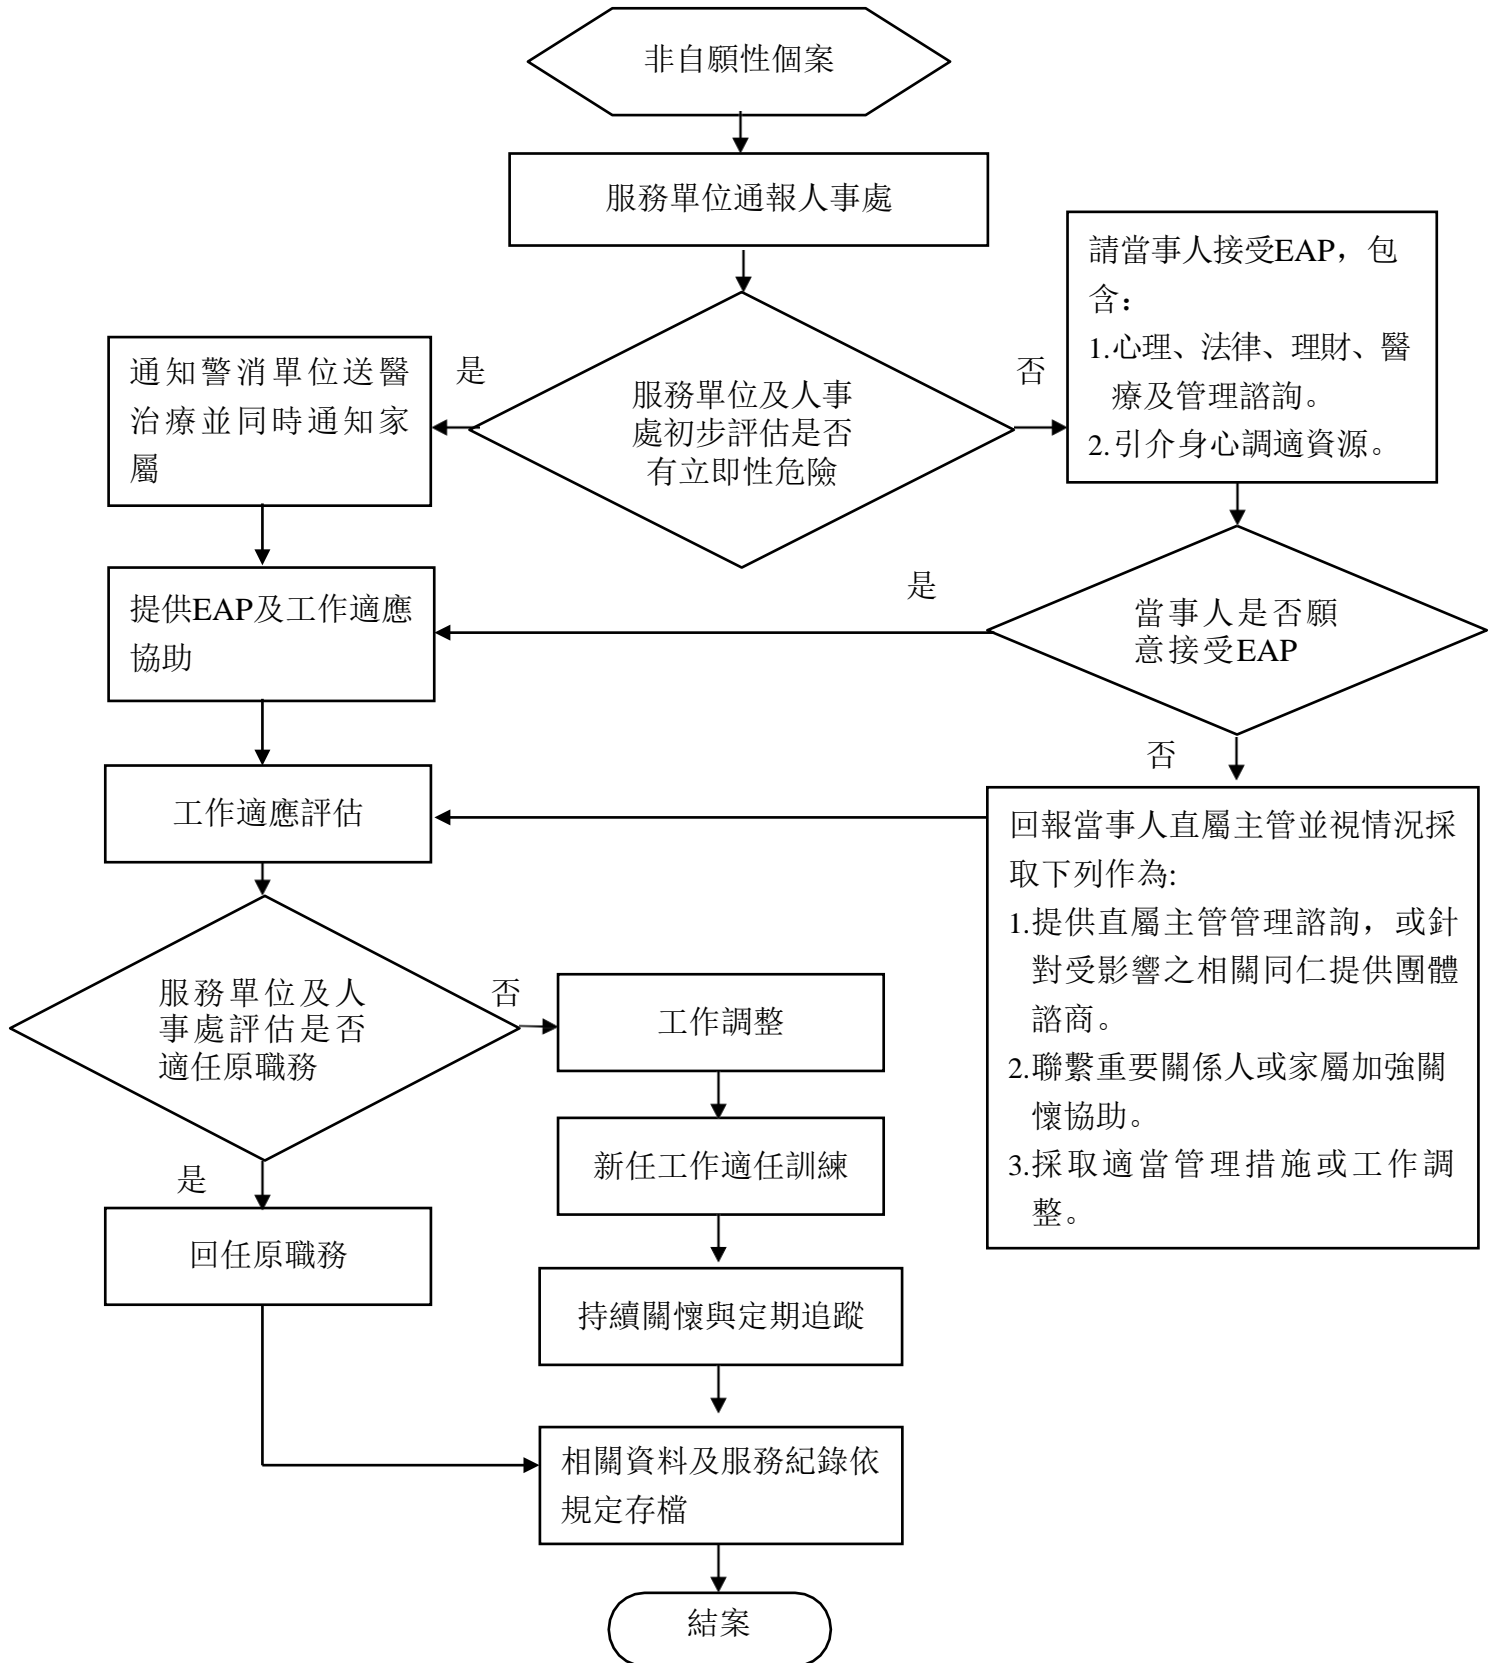 非自願性個案
服務單位通報人事處
請當事人接受EAP，包
含：
1.心理、法律、理財、醫
療及管理諮詢。
2.引介身心調適資源。
通知警消單位送醫
治療並同時通知家
屬
是
服務單位及人事
處初步評估是否
有立即性危險
否
提供EAP及工作適應
協助
是
當事人是否願
意接受EAP
否
工作適應評估
回報當事人直屬主管並視情況採
取下列作為:
1.提供直屬主管管理諮詢，或針
對受影響之相關同仁提供團體
諮商。
2.聯繫重要關係人或家屬加強關
懷協助。
3.採取適當管理措施或工作調
整。
服務單位及人
事處評估是否
適任原職務
否
工作調整
新任工作適任訓練
是
回任原職務
持續關懷與定期追蹤
相關資料及服務紀錄依
規定存檔
結案